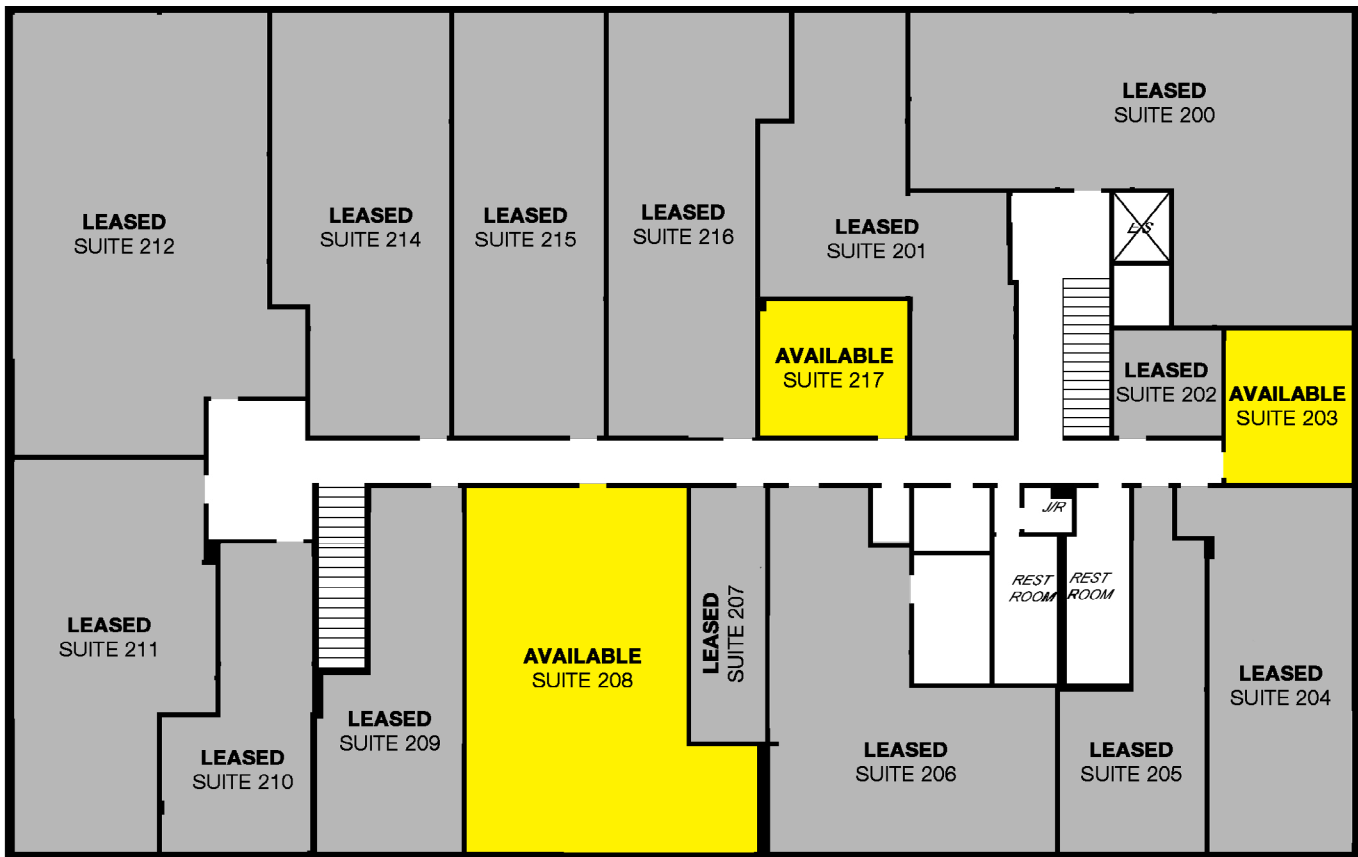 LEASED
SUITE 200
LEASED
SUITE 212
LEASED
SUITE 214
LEASED
SUITE 215
LEASED
SUITE 216
LEASED
SUITE 201
E/S
AVAILABLE
SUITE 217
LEASED
SUITE 202
AVAILABLE
SUITE 203
J/R
REST
ROOM
REST
ROOM
LEASED
SUITE 211
AVAILABLE
SUITE 208
LEASED
SUITE 207
LEASED
SUITE 204
LEASED
SUITE 209
LEASED
SUITE 210
LEASED
SUITE 206
LEASED
SUITE 205